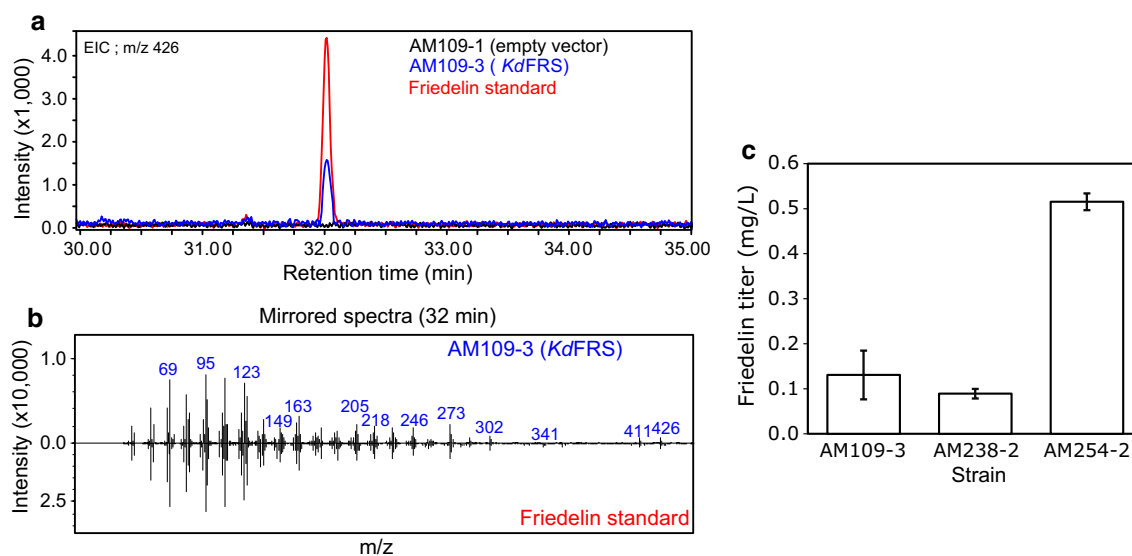 a
EIC ; m/z 426
AM109-1 (empty vector)
AM109-3 ( KdFRS)
Friedelin standard
Intensity (x1,000)
4.0
3.0
2.0
1.0
0.0
30.00 31.00 32.00 33.00 34.00 35.00
Retention time (min)
b
Mirrored spectra (32 min)
AM109-3 (KdFRS)
Intensity (x10,000)
1.0
0.0
2.5
69 95 123 149 163 205 218 246 273 302 341 411 426
Friedelin standard
m/z
c
Friedelin titer (mg/L)
0.6
0.5
0.4
0.3
0.2
0.1
0.0
AM109-3 AM238-2 AM254-2
Strain